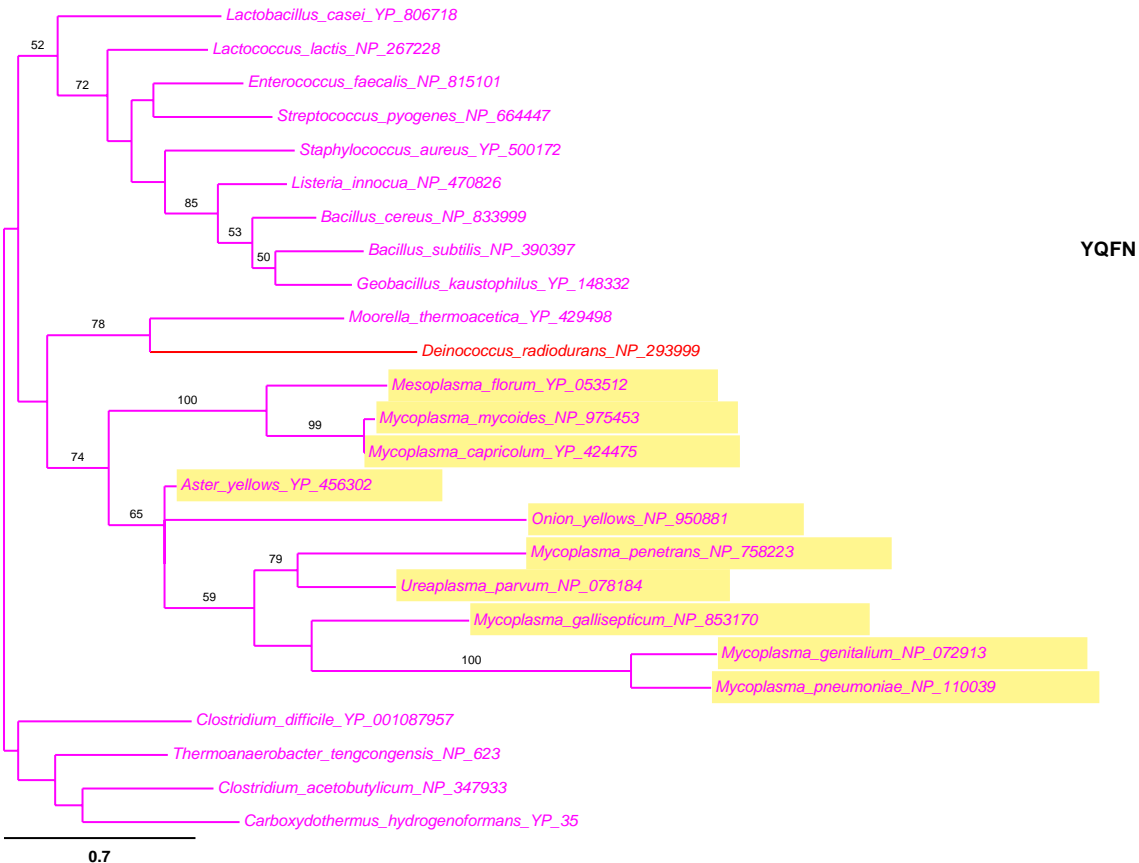 Lactobacillus_casei_YP_806718
52
Lactococcus_lactis_NP_267228
72
Enterococcus_faecalis_NP_815101
Streptococcus_pyogenes_NP_664447
Staphylococcus_aureus_YP_500172
Listeria_innocua_NP_470826
85
Bacillus_cereus_NP_833999
53
Bacillus_subtilis_NP_390397
YQFN
50
Geobacillus_kaustophilus_YP_148332
Moorella_thermoacetica_YP_429498
78
Deinococcus_radiodurans_NP_293999
Mesoplasma_florum_YP_053512
100
Mycoplasma_mycoides_NP_975453
99
Mycoplasma_capricolum_YP_424475
74
Aster_yellows_YP_456302
65
Onion_yellows_NP_950881
Mycoplasma_penetrans_NP_758223
79
Ureaplasma_parvum_NP_078184
59
Mycoplasma_gallisepticum_NP_853170
Mycoplasma_genitalium_NP_072913
100
Mycoplasma_pneumoniae_NP_110039
Clostridium_difficile_YP_001087957
Thermoanaerobacter_tengcongensis_NP_623
Clostridium_acetobutylicum_NP_347933
Carboxydothermus_hydrogenoformans_YP_35
0.7